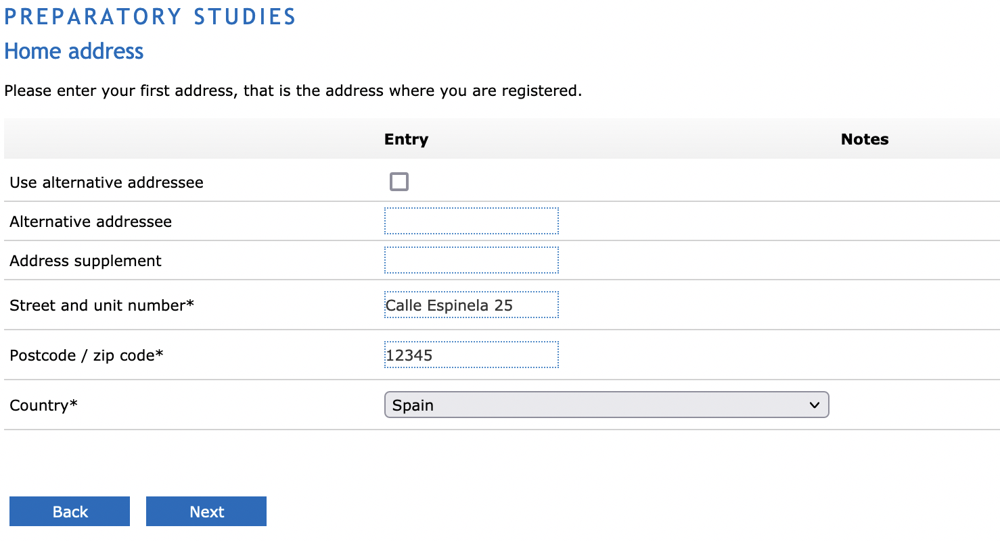 PREPARATORY STUDIES
Home address
Please enter your first address, that is the address where you are registered.
Entry Notes
Use alternative addressee
Alternative addressee
Address supplement
Street and unit number* Calle Espinela 25
Postcode / zip code* 12345
Country* Spain
Back Next